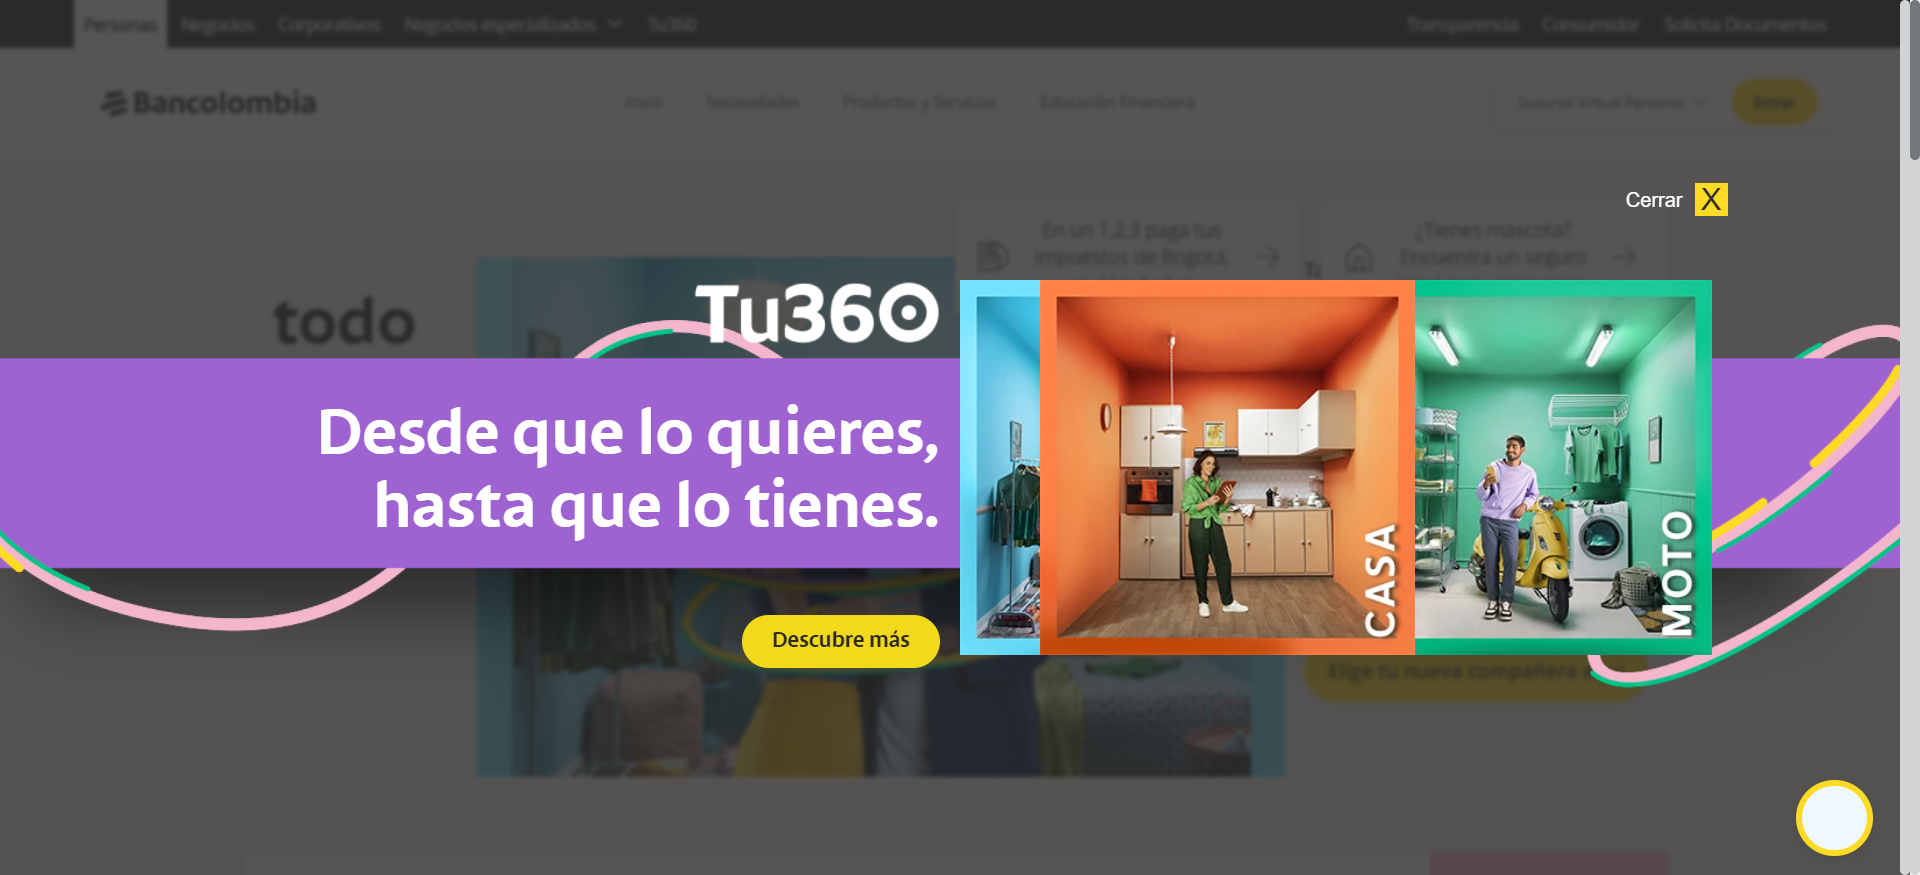 Personas Negocios Corporativos Negocios especializados Tu360 Transparencia Consumidor Solicita Documentos
Bancolombia Inicio Necesidades Productos y Servicios Educación Financiera Sucursal Virtual Personas Entrar
Cerrar X
En un 1,2,3 paga tus
impuestos de Bogotá,
¿Tienes mascota?
Encuentra un seguro
todo
Tu360
Desde que lo quieres,
hasta que lo tienes.
Descubre más
CASA
MOTO
Elige tu nueva compañera